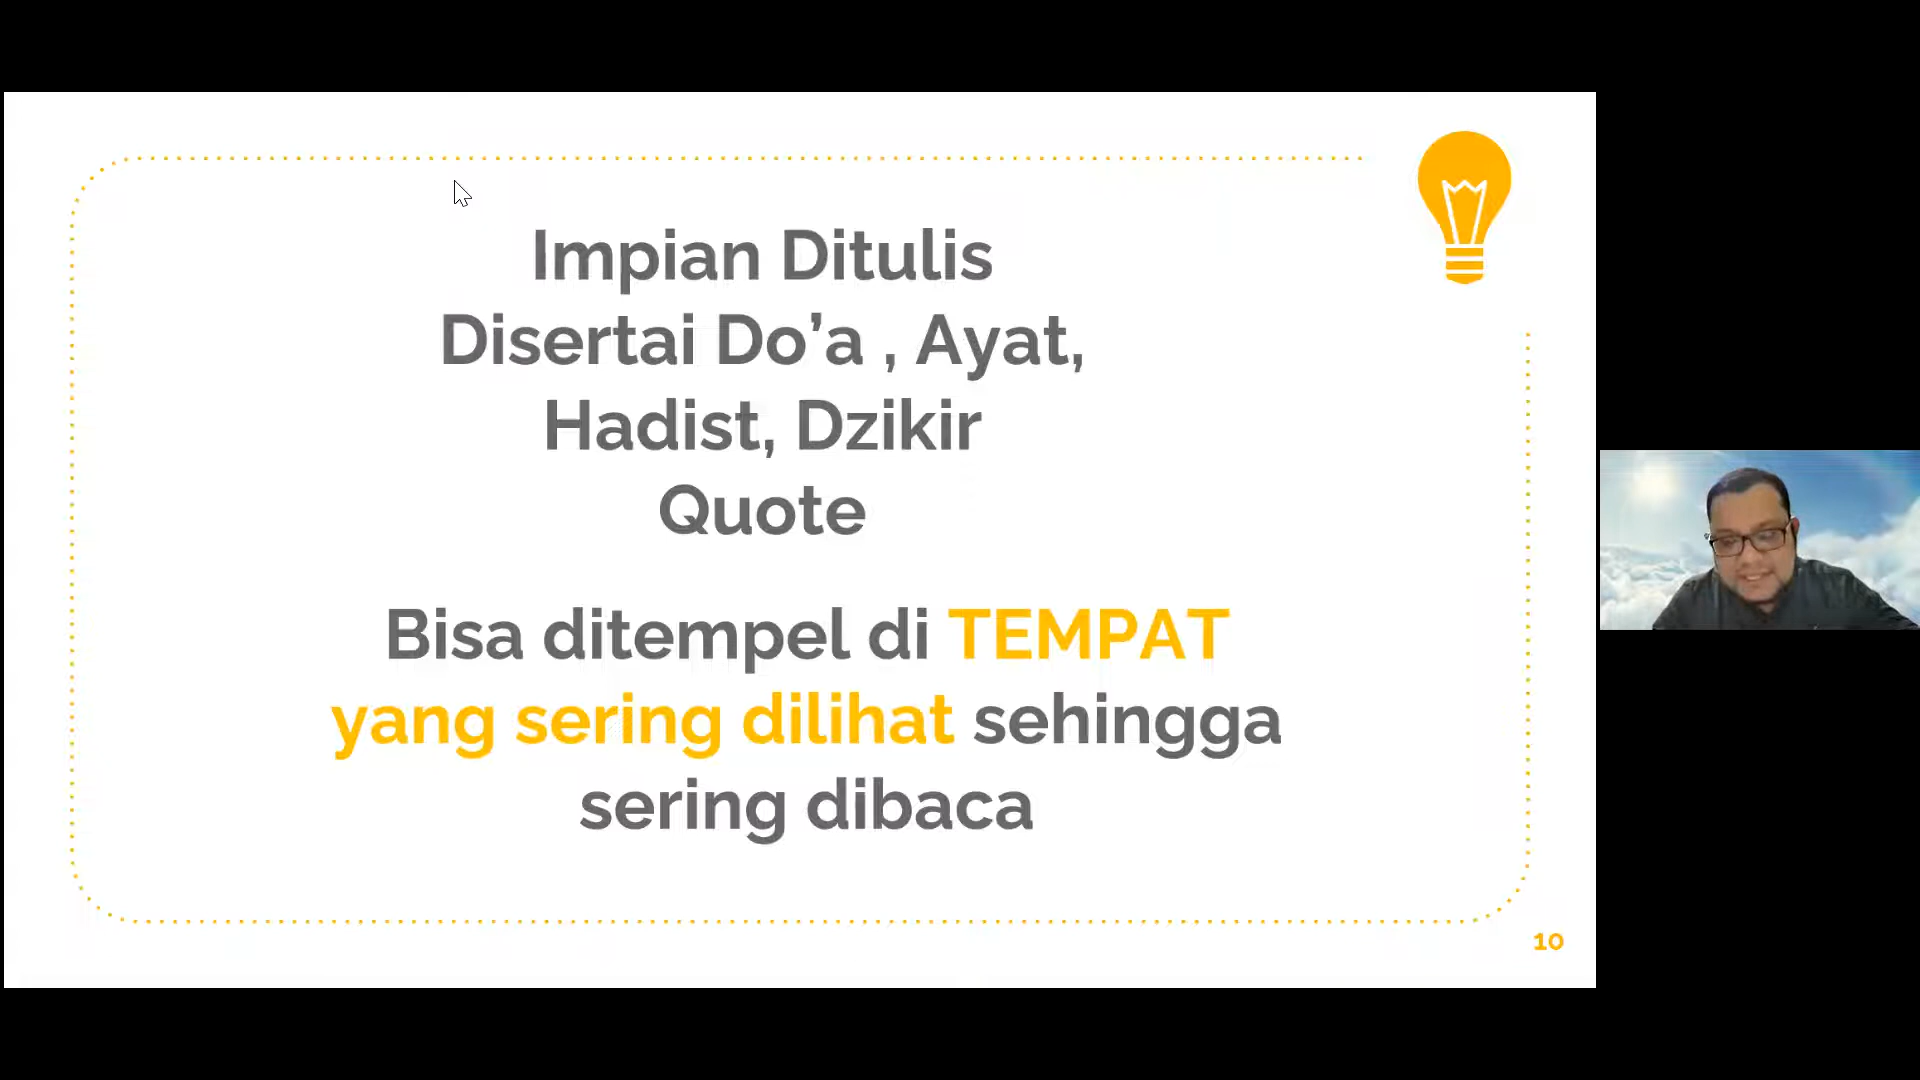 Impian Ditulis
Disertai Do’a , Ayat,
Hadist, Dzikir
Quote
Bisa ditempel di TEMPAT
yang sering dilihat sehingga
sering dibaca
10